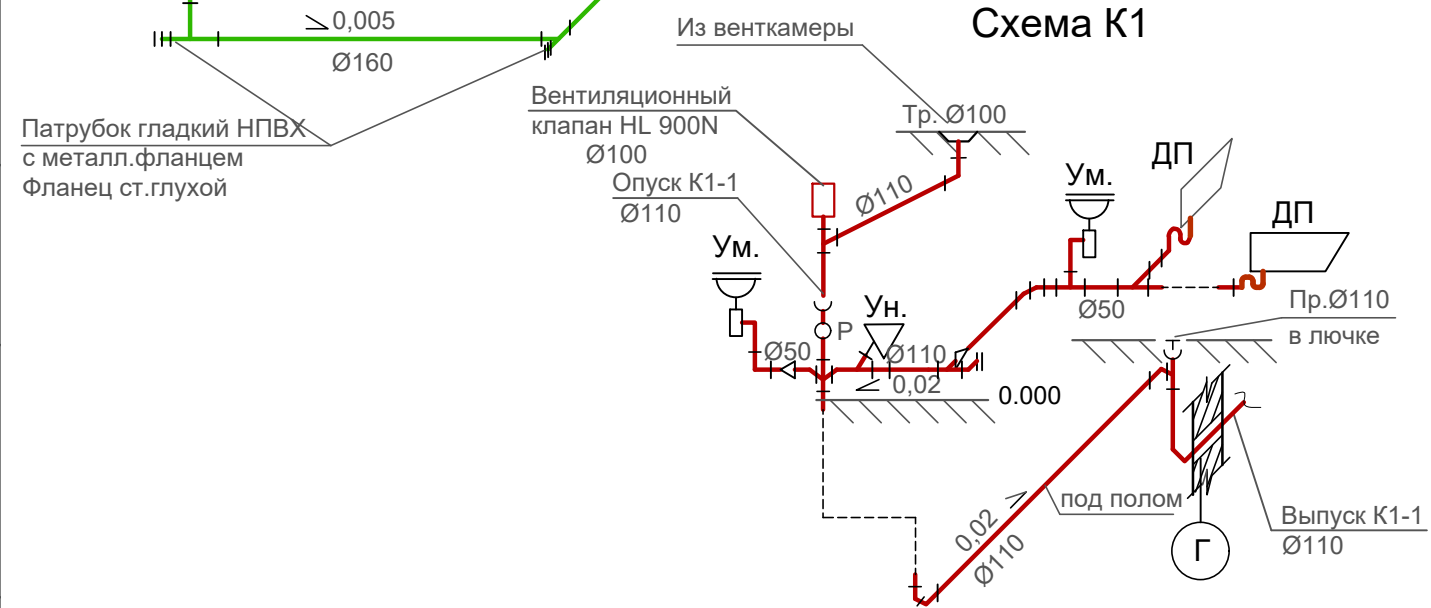 Схема К1
0,005
Ø160
Патрубок гладкий НПВХ
с металл.фланцем
Фланец ст.глухой
Из венткамеры
Вентиляционный
клапан HL 900N
Ø100
Опуск К1-1
Ø110
Тр. Ø100
Ø110
Ум.
Ум.
ДП
ДП
Ø50
Пр.Ø110
в лючке
Р
Ун.
Ø50
Ø110
0,02
0.000
0,02
Ø110
под полом
Выпуск К1-1
Ø110
Г